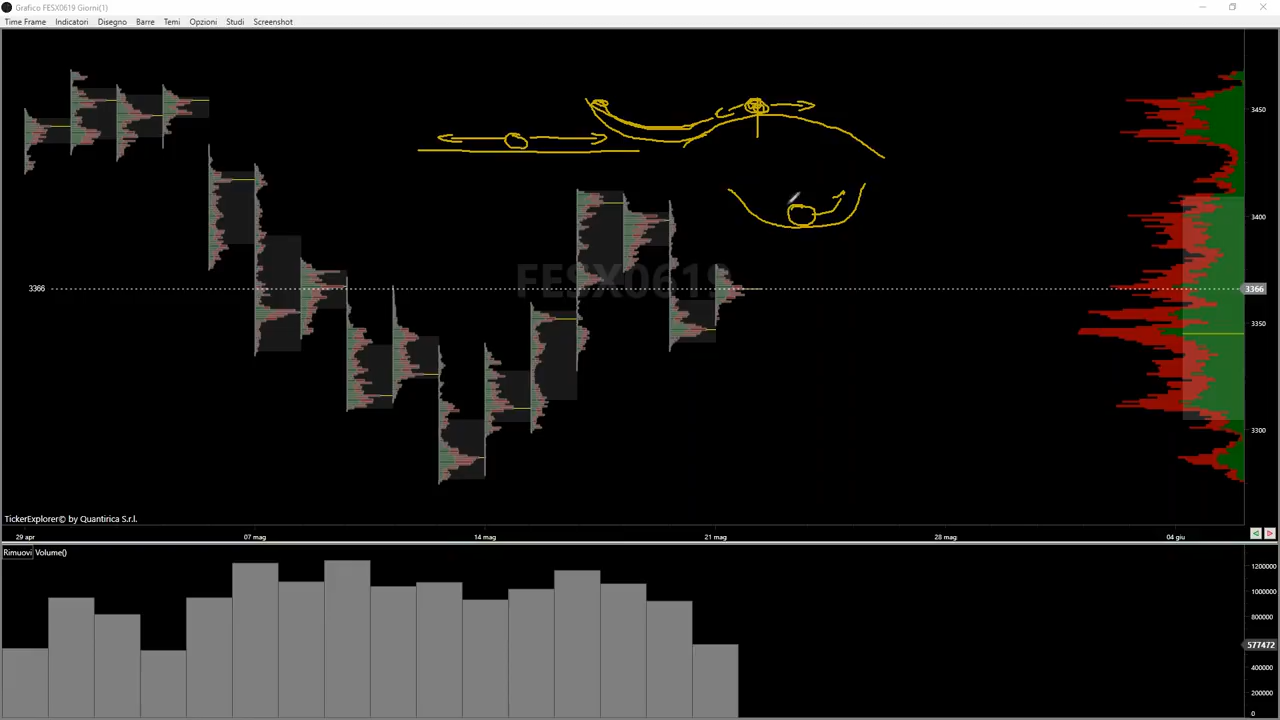 Grafico FESX0619 Giorni(1)
Time Frame Indicatori Disegno Barre Temi Opzioni Studi Screenshot
3450
3400
FESX0619
3366 3366
3350
3300
TickerExplorer© by Quantirica S.r.l.
29 apr 07 mag 14 mag 21 mag 28 mag 04 giu
Rimuovi Volume()
1200000
1000000
800000
577472
400000
200000
0